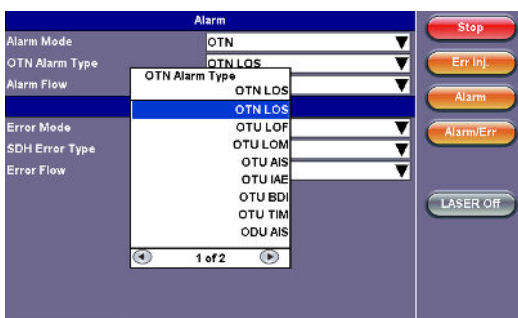 Alarm
Alarm Mode
OTN
OTN Alarm Type
OTN LOS
Alarm Flow
Error Mode
SDH Error Type
Error Flow
OTN Alarm Type
OTN LOS
OTN LOS
OTU LOF
OTU LOM
OTU AIS
OTU IAE
OTU BDI
OTU TIM
ODU AIS
1 of 2
Stop
Err Inj.
Alarm
Alarm/Err
LASER Off